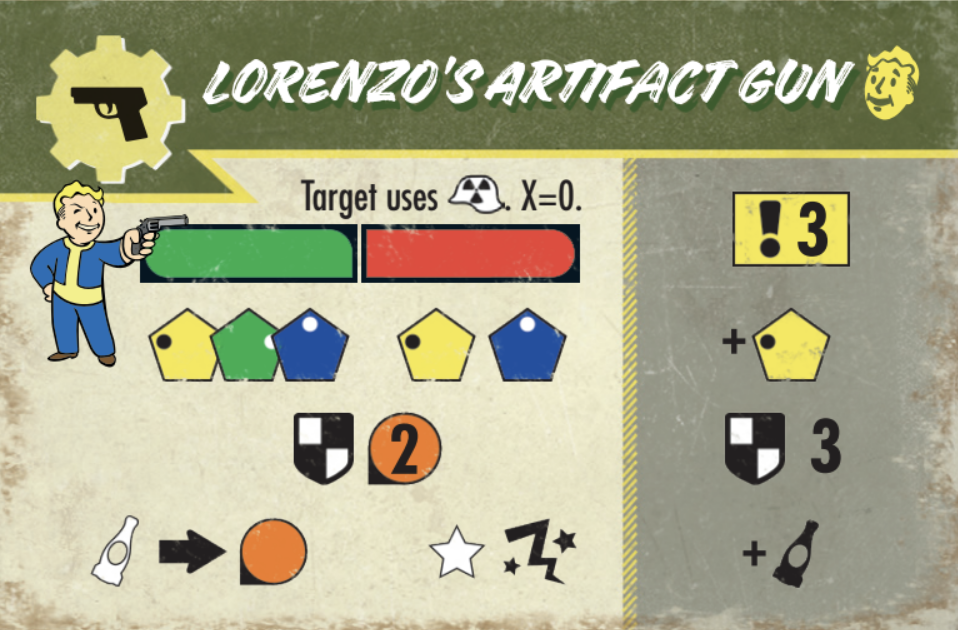 LORENZO'S ARTIFACT GUN
Target uses . X=0.
! 3
+
2
3
+